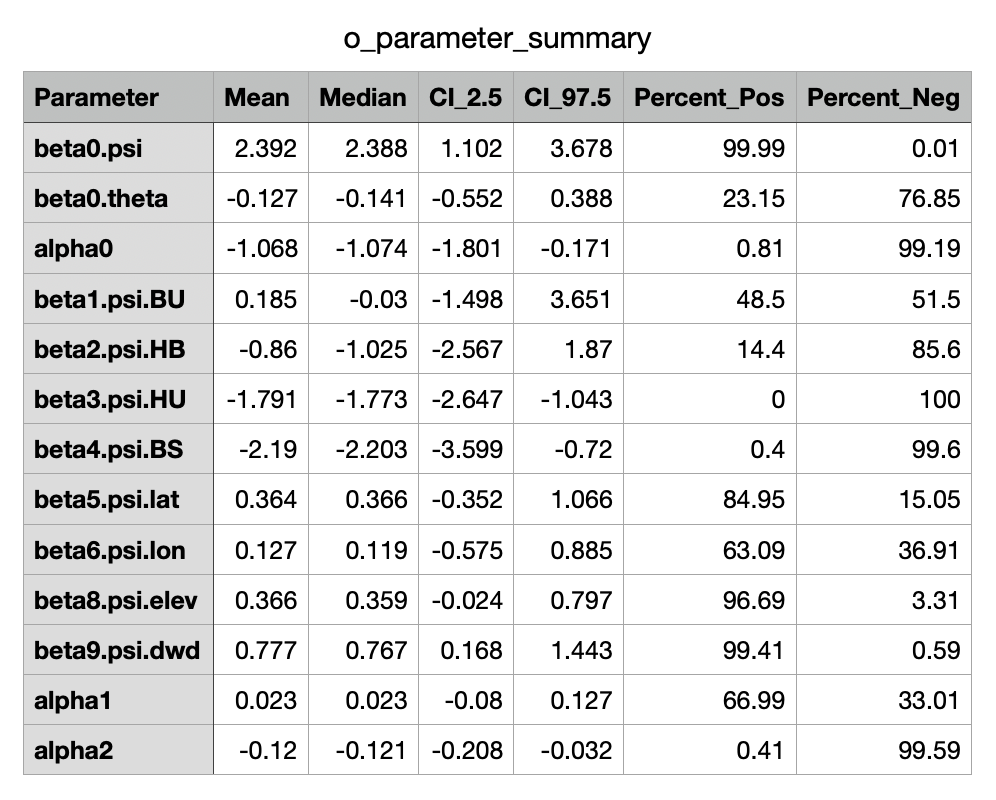 o_parameter_summary
Parameter Mean Median CI_2.5 CI_97.5 Percent_Pos Percent_Neg
beta0.psi 2.392 2.388 1.102 3.678 99.99 0.01
beta0.theta -0.127 -0.141 -0.552 0.388 23.15 76.85
alpha0 -1.068 -1.074 -1.801 -0.171 0.81 99.19
beta1.psi.BU 0.185 -0.03 -1.498 3.651 48.5 51.5
beta2.psi.HB -0.86 -1.025 -2.567 1.87 14.4 85.6
beta3.psi.HU -1.791 -1.773 -2.647 -1.043 0 100
beta4.psi.BS -2.19 -2.203 -3.599 -0.72 0.4 99.6
beta5.psi.lat 0.364 0.366 -0.352 1.066 84.95 15.05
beta6.psi.lon 0.127 0.119 -0.575 0.885 63.09 36.91
beta8.psi.elev 0.366 0.359 -0.024 0.797 96.69 3.31
beta9.psi.dwd 0.777 0.767 0.168 1.443 99.41 0.59
alpha1 0.023 0.023 -0.08 0.127 66.99 33.01
alpha2 -0.12 -0.121 -0.208 -0.032 0.41 99.59